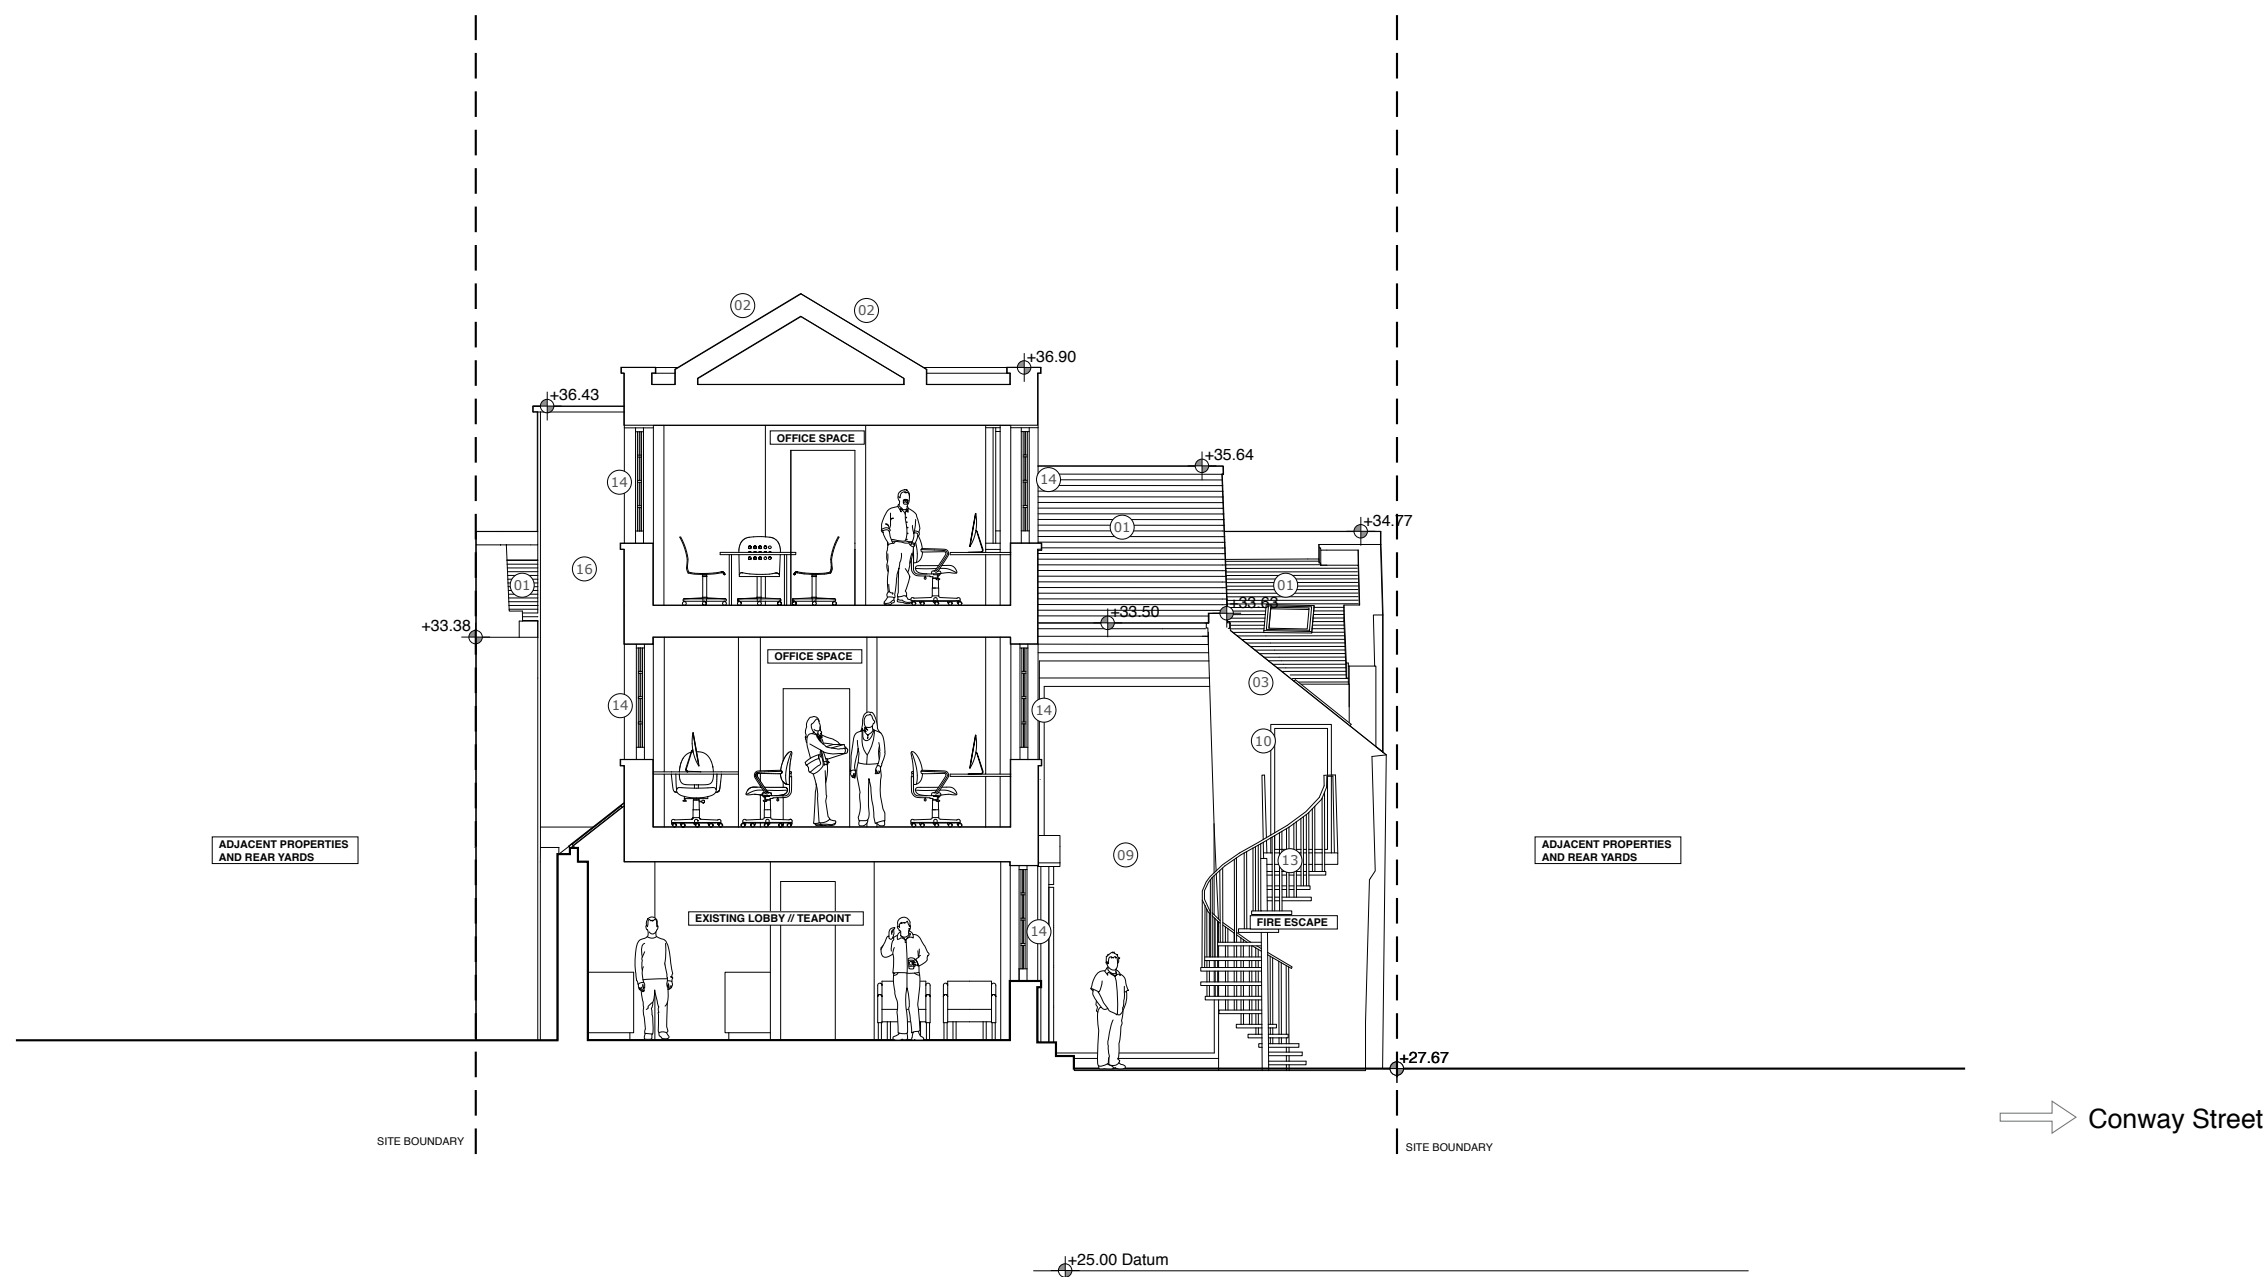 02
02
+36.90
+36.43
OFFICE SPACE
+35.64
14
14
01
+34.77
16
01
01
+33.38
+33.50
+33.63
OFFICE SPACE
03
14
14
10
ADJACENT PROPERTIES
AND REAR YARDS
09
13
ADJACENT PROPERTIES
AND REAR YARDS
EXISTING LOBBY // TEAPOINT
14
FIRE ESCAPE
+27.67
Conway Street
SITE BOUNDARY
SITE BOUNDARY
+25.00 Datum